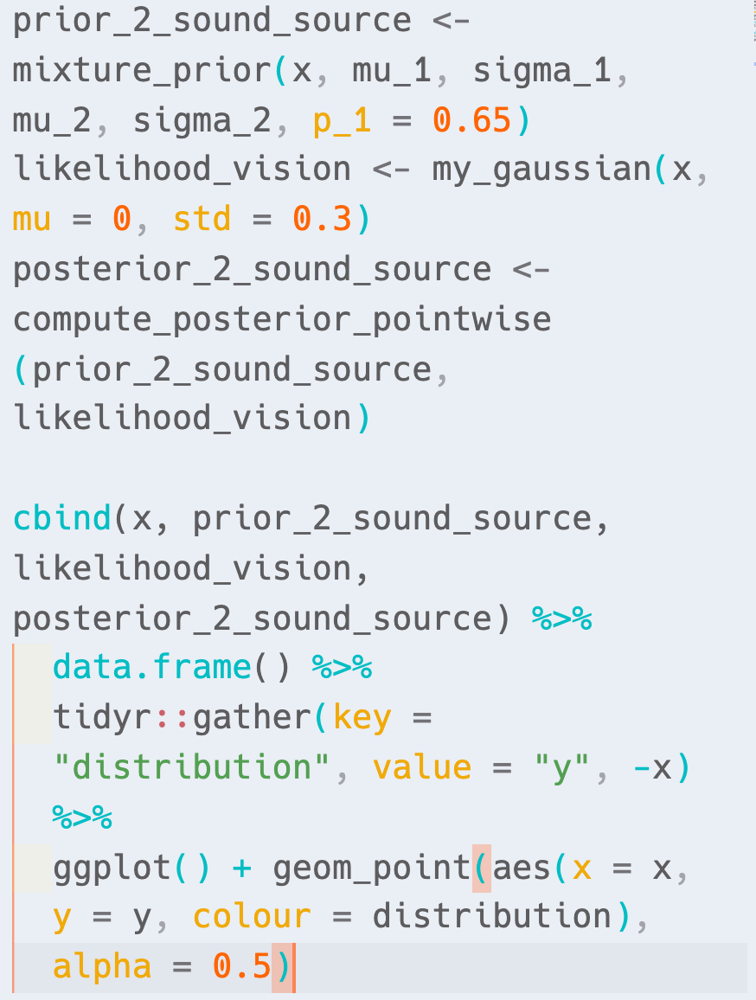 prior_2_sound_source <-
mixture_prior(x, mu_1, sigma_1,
mu_2, sigma_2, p_1 = 0.65)
likelihood_vision <- my_gaussian(x,
mu = 0, std = 0.3)
posterior_2_sound_source <-
compute_posterior_pointwise
(prior_2_sound_source,
likelihood_vision)

cbind(x, prior_2_sound_source,
likelihood_vision,
posterior_2_sound_source) %>%
data.frame() %>%
tidyr::gather(key =
"distribution", value = "y", -x)
%>%
ggplot() + geom_point(aes(x = x,
y = y, colour = distribution),
alpha = 0.5)